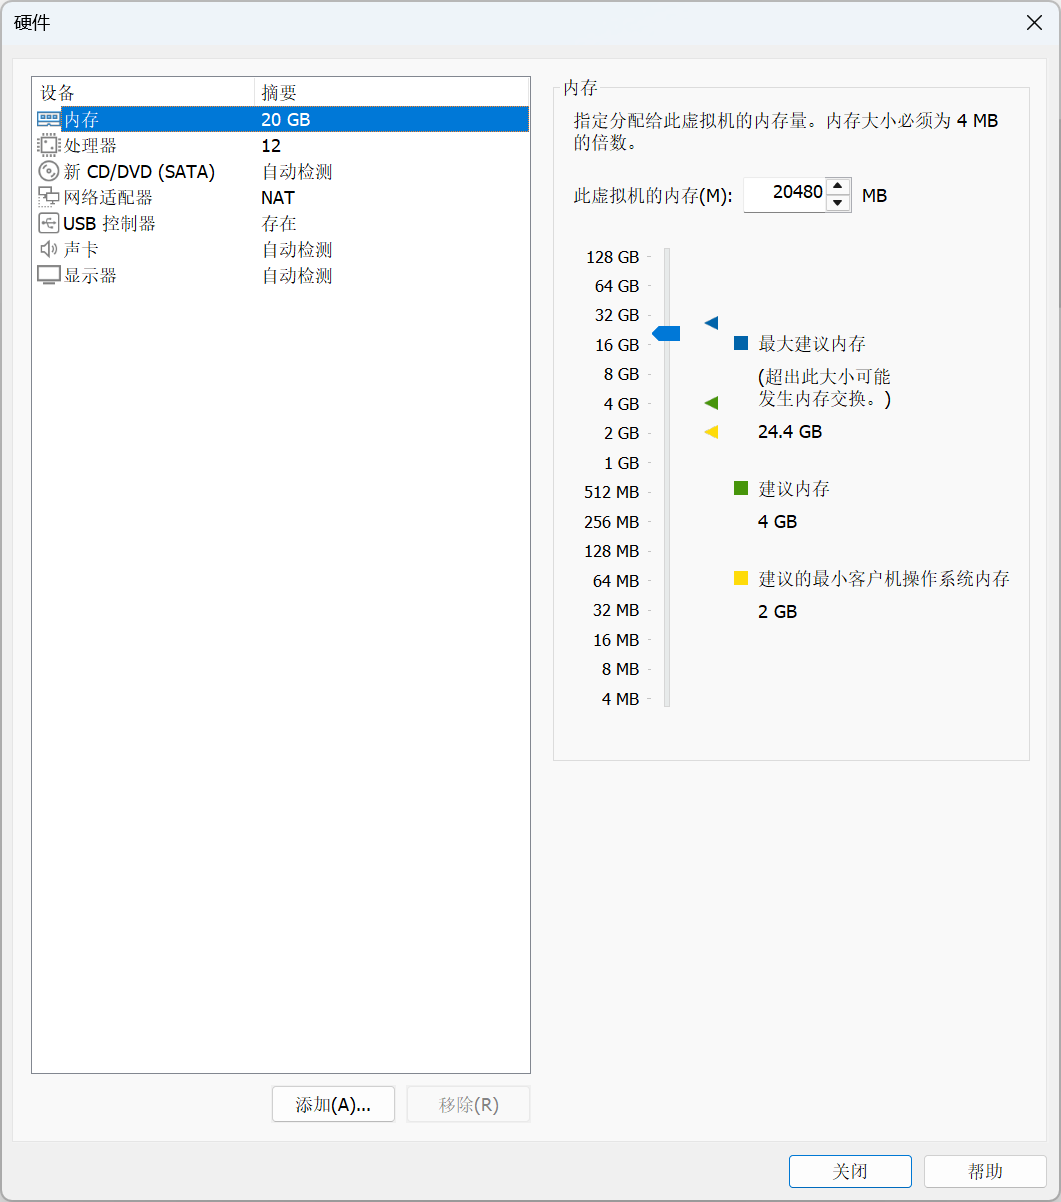 硬件
设备 摘要
内存 20 GB
处理器 12
新 CD/DVD (SATA) 自动检测
网络适配器 NAT
USB 控制器 存在
声卡 自动检测
显示器 自动检测
添加(A)...
移除(R)
内存
指定分配给此虚拟机的内存量。内存大小必须为 4 MB
的倍数。
此虚拟机的内存(M): 20480 MB
128 GB
64 GB
32 GB
16 GB
8 GB
4 GB
2 GB
1 GB
512 MB
256 MB
128 MB
64 MB
32 MB
16 MB
8 MB
4 MB
最大建议内存
(超出此大小可能
发生内存交换。)
24.4 GB
建议内存
4 GB
建议的最小客户机操作系统内存
2 GB
关闭
帮助